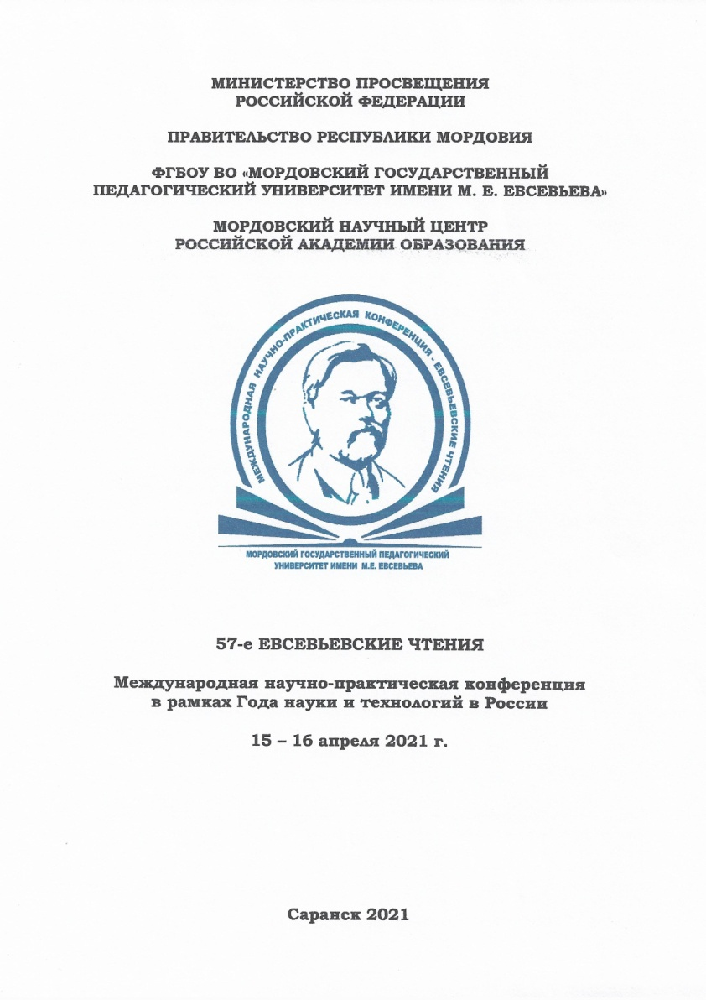 МИНИСТЕРСТВО ПРОСВЕЩЕНИЯ
РОССИЙСКОЙ ФЕДЕРАЦИИ
ПРАВИТЕЛЬСТВО РЕСПУБЛИКИ МОРДОВИЯ
ФГБОУ ВО «МОРДОВСКИЙ ГОСУДАРСТВЕННЫЙ
ПЕДАГОГИЧЕСКИЙ УНИВЕРСИТЕТ ИМЕНИ М. Е. ЕВСЕВЬЕВА»
МОРДОВСКИЙ НАУЧНЫЙ ЦЕНТР
РОССИЙСКОЙ АКАДЕМИИ ОБРАЗОВАНИЯ
МЕЖДУНАРОДНАЯ НАУЧНО-ПРАКТИЧЕСКАЯ КОНФЕРЕНЦИЯ - ЕВСЕВЬЕВСКИЕ ЧТЕНИЯ
МОРДОВСКИЙ ГОСУДАРСТВЕННЫЙ ПЕДАГОГИЧЕСКИЙ
УНИВЕРСИТЕТ ИМЕНИ М.Е. ЕВСЕВЬЕВА
57-е ЕВСЕВЬЕВСКИЕ ЧТЕНИЯ
Международная научно-практическая конференция
в рамках Года науки и технологий в России
15 – 16 апреля 2021 г.
Саранск 2021